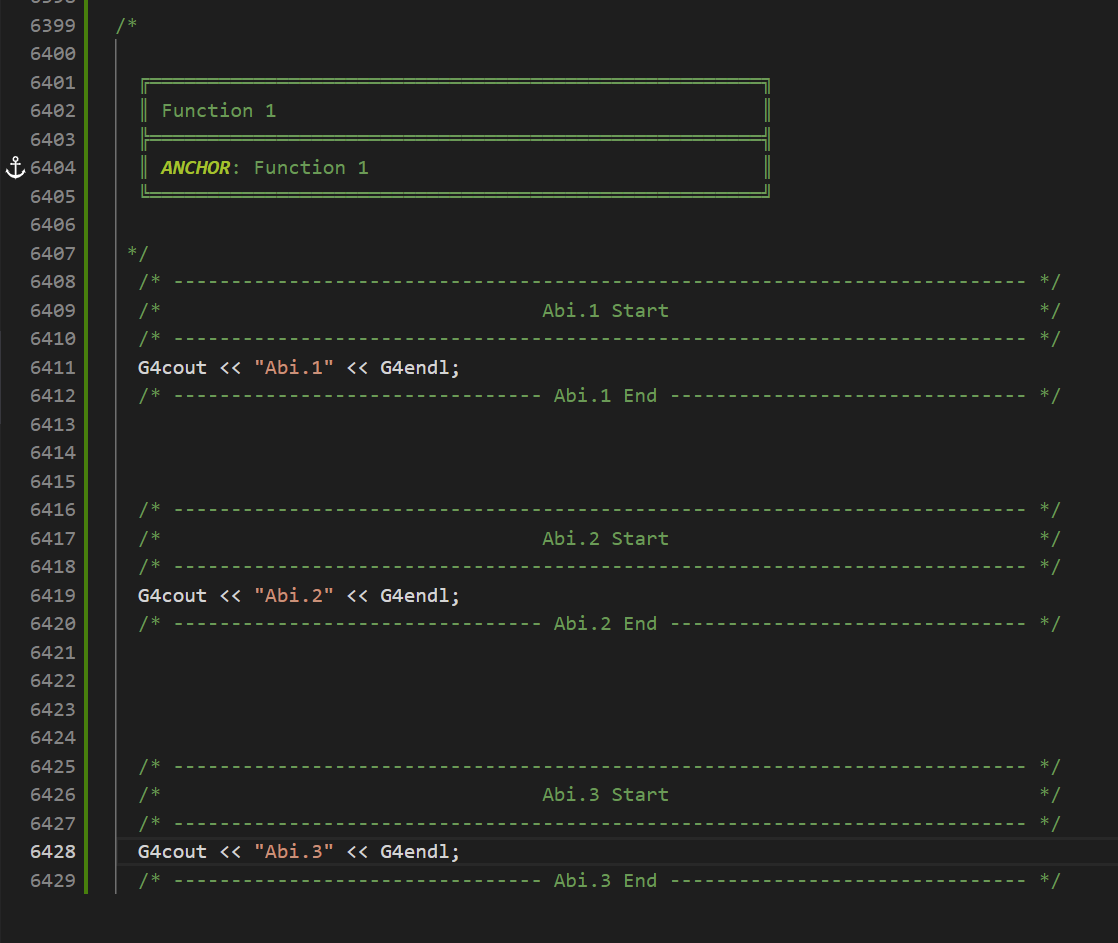 6399 /*
6400
6401 ╔══════════════════════════════════════════════════════╗
6402 ║ Function 1 ║
6403 ╠══════════════════════════════════════════════════════╣
6404 ║ ANCHOR: Function 1 ║
6405 ╚══════════════════════════════════════════════════════╝
6406
6407 */
6408 /* -------------------------------------------------------------------------- */
6409 /*                                 Abi.1 Start                                */
6410 /* -------------------------------------------------------------------------- */
6411 G4cout << "Abi.1" << G4endl;
6412 /* -------------------------------- Abi.1 End ------------------------------- */
6413
6414
6415
6416 /* -------------------------------------------------------------------------- */
6417 /*                                 Abi.2 Start                                */
6418 /* -------------------------------------------------------------------------- */
6419 G4cout << "Abi.2" << G4endl;
6420 /* -------------------------------- Abi.2 End ------------------------------- */
6421
6422
6423
6424
6425 /* -------------------------------------------------------------------------- */
6426 /*                                 Abi.3 Start                                */
6427 /* -------------------------------------------------------------------------- */
6428 G4cout << "Abi.3" << G4endl;
6429 /* -------------------------------- Abi.3 End ------------------------------- */